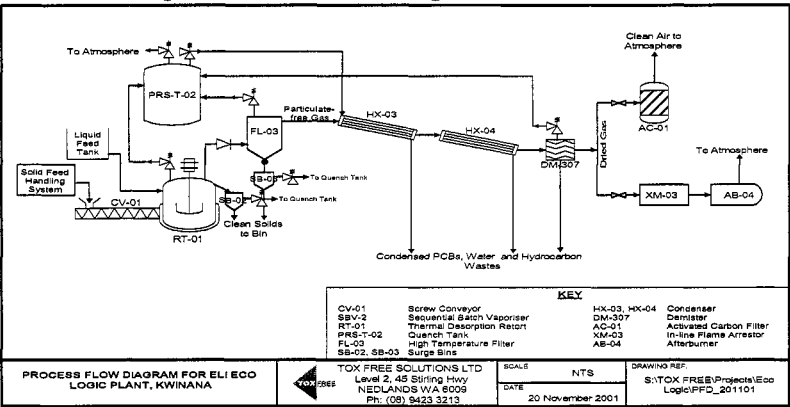 To Atmosphere
PRS-T-02
Liquid
Feed
Tank
Solid Feed
Handling
System
CV-01
RT-01
FL-03
Particulate-
free Gas
SB-03
To Quench Tank
SB-02
To Quench Tank
Clean Solids
to Bin
HX-03
HX-04
DM-307
Dried Gas
Clean Air to
Atmosphere
AC-01
To Atmosphere
XM-03
AB-04
Condensed PCBs, Water and Hydrocarbon
Wastes
KEY
CV-01 Screw Conveyor
SBV-2 Sequential Batch Vaporiser
RT-01 Thermal Desorption Retort
PRS-T-02 Quench Tank
FL-03 High Temperature Filter
SB-02, SB-03 Surge Bins
HX-03, HX-04 Condenser
DM-307 Demister
AC-01 Activated Carbon Filter
XM-03 In-line Flame Arrestor
AB-04 Afterburner
PROCESS FLOW DIAGRAM FOR ELI ECO
LOGIC PLANT, KWINANA
TOX FREE
TOX FREE SOLUTIONS LTD
Level 2, 45 Stirling Hwy
NEDLANDS WA 6009
Ph: (08) 9423 3213
SCALE
NTS
DATE
20 November 2001
DRAWING REF.
S:\TOX FREE\Projects\Eco
Logic\PFD_201101